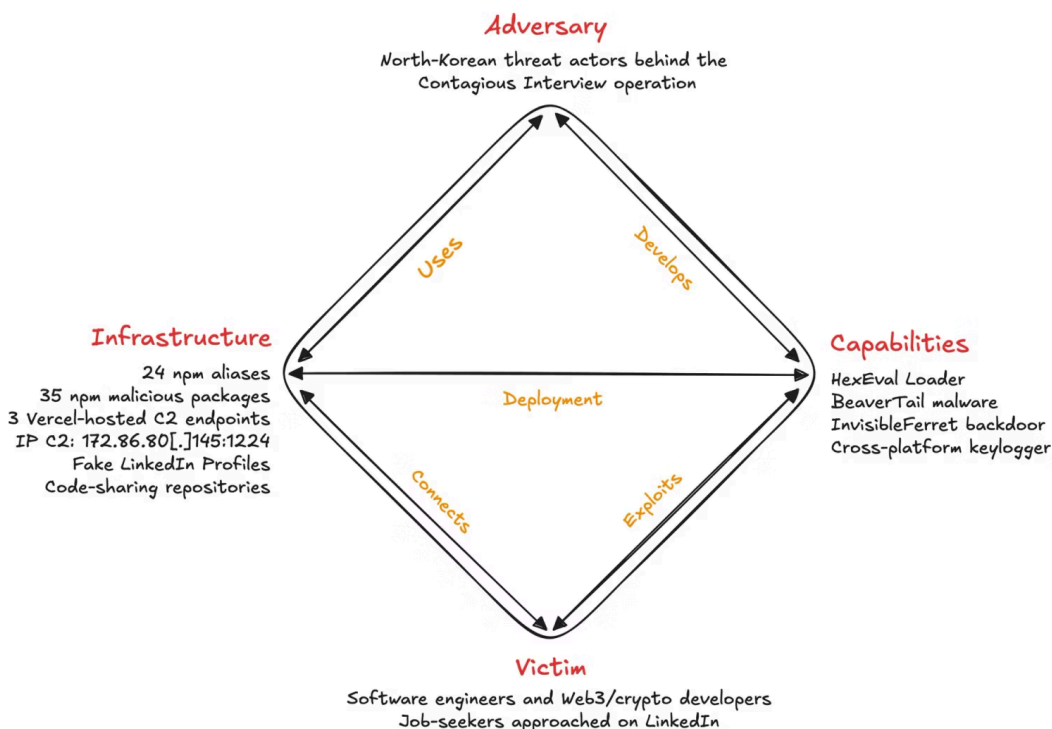 Adversary
North-Korean threat actors behind the
Contagious Interview operation
Uses
Develops
Infrastructure
24 npm aliases
35 npm malicious packages
3 Vercel-hosted C2 endpoints
IP C2: 172.86.80[.]145:1224
Fake LinkedIn Profiles
Code-sharing repositories
Capabilities
HexEval Loader
BeaverTail malware
InvisibleFerret backdoor
Cross-platform keylogger
Deployment
Connects
Exploits
Victim
Software engineers and Web3/crypto developers
Job-seekers approached on LinkedIn